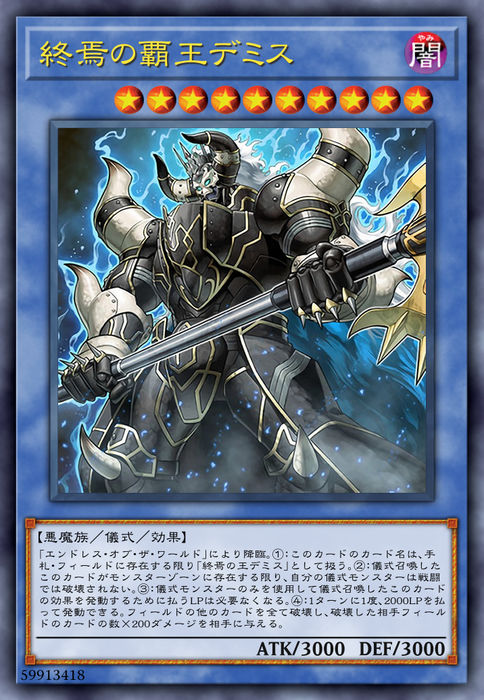 終焉の覇王デミス
やみ
闇
【悪魔族／儀式／効果】
「エンドレス・オブ・ザ・ワールド」により降臨。①：このカードのカード名は、手
札・フィールドに存在する限り「終焉の王デミス」として扱う。②：儀式召喚した
このカードがモンスターゾーンに存在する限り、自分の儀式モンスターは戦闘
では破壊されない。③：儀式モンスターのみを使用して儀式召喚したこのカード
の効果を発動するために払うLPは必要なくなる。④：1ターンに1度、2000LPを払
って発動できる。フィールドの他のカードを全て破壊し、破壊した相手フィールド
のカードの数×200ダメージを相手に与える。
ATK/3000 DEF/3000
59913418